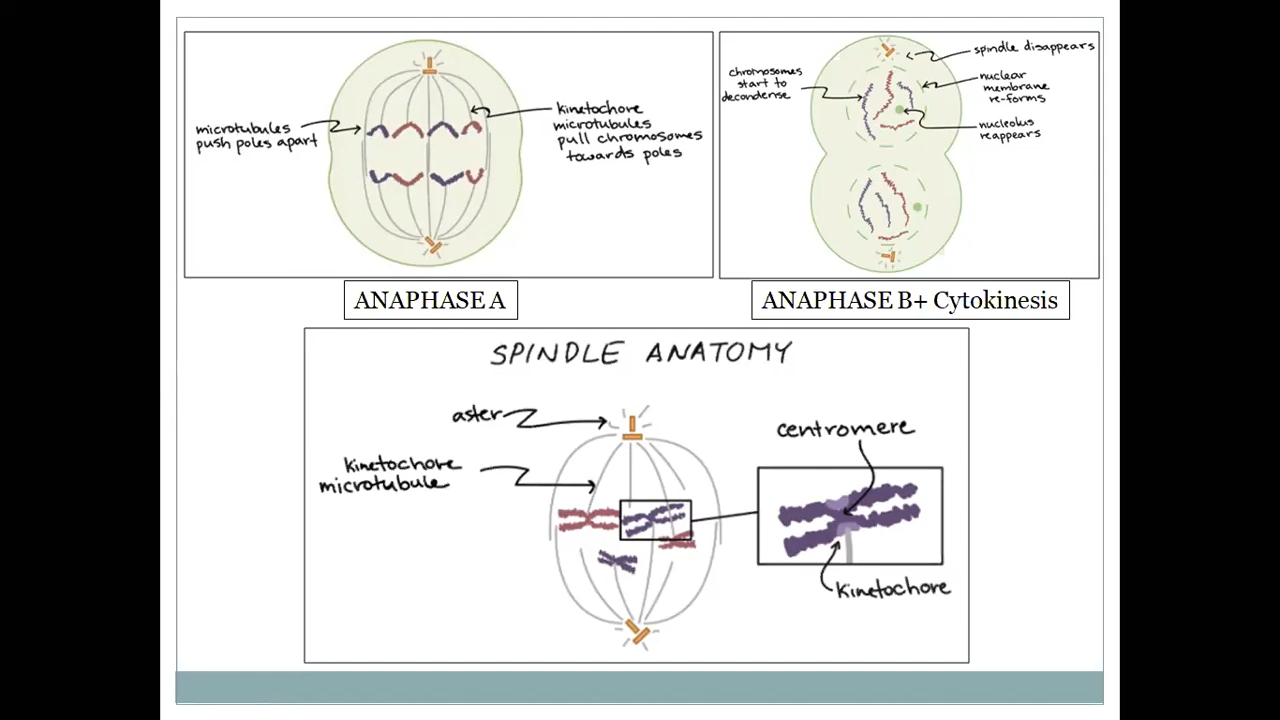 microtubules
push poles apart
kinetochore
microtubules
pull chromosomes
towards poles
chromosomes
start to
decondense
spindle disappears
nuclear
membrane
re-forms
nucleolus
reappears
ANAPHASE A
ANAPHASE B+ Cytokinesis
SPINDLE ANATOMY
aster
kinetochore
microtubule
centromere
kinetochore